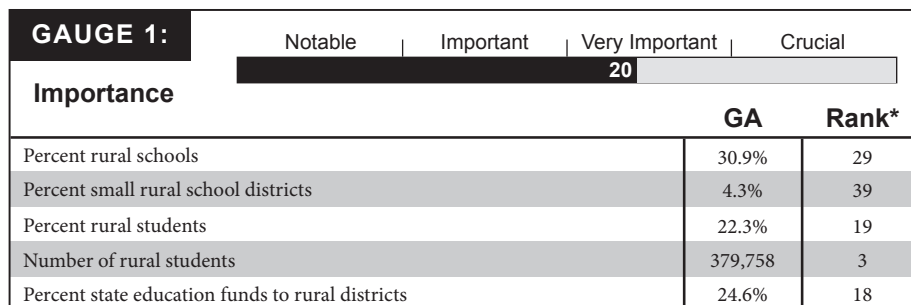 GAUGE 1:
Notable Important Very Important Crucial
20
Importance
GA Rank*
Percent rural schools 30.9% 29
Percent small rural school districts 4.3% 39
Percent rural students 22.3% 19
Number of rural students 379,758 3
Percent state education funds to rural districts 24.6% 18